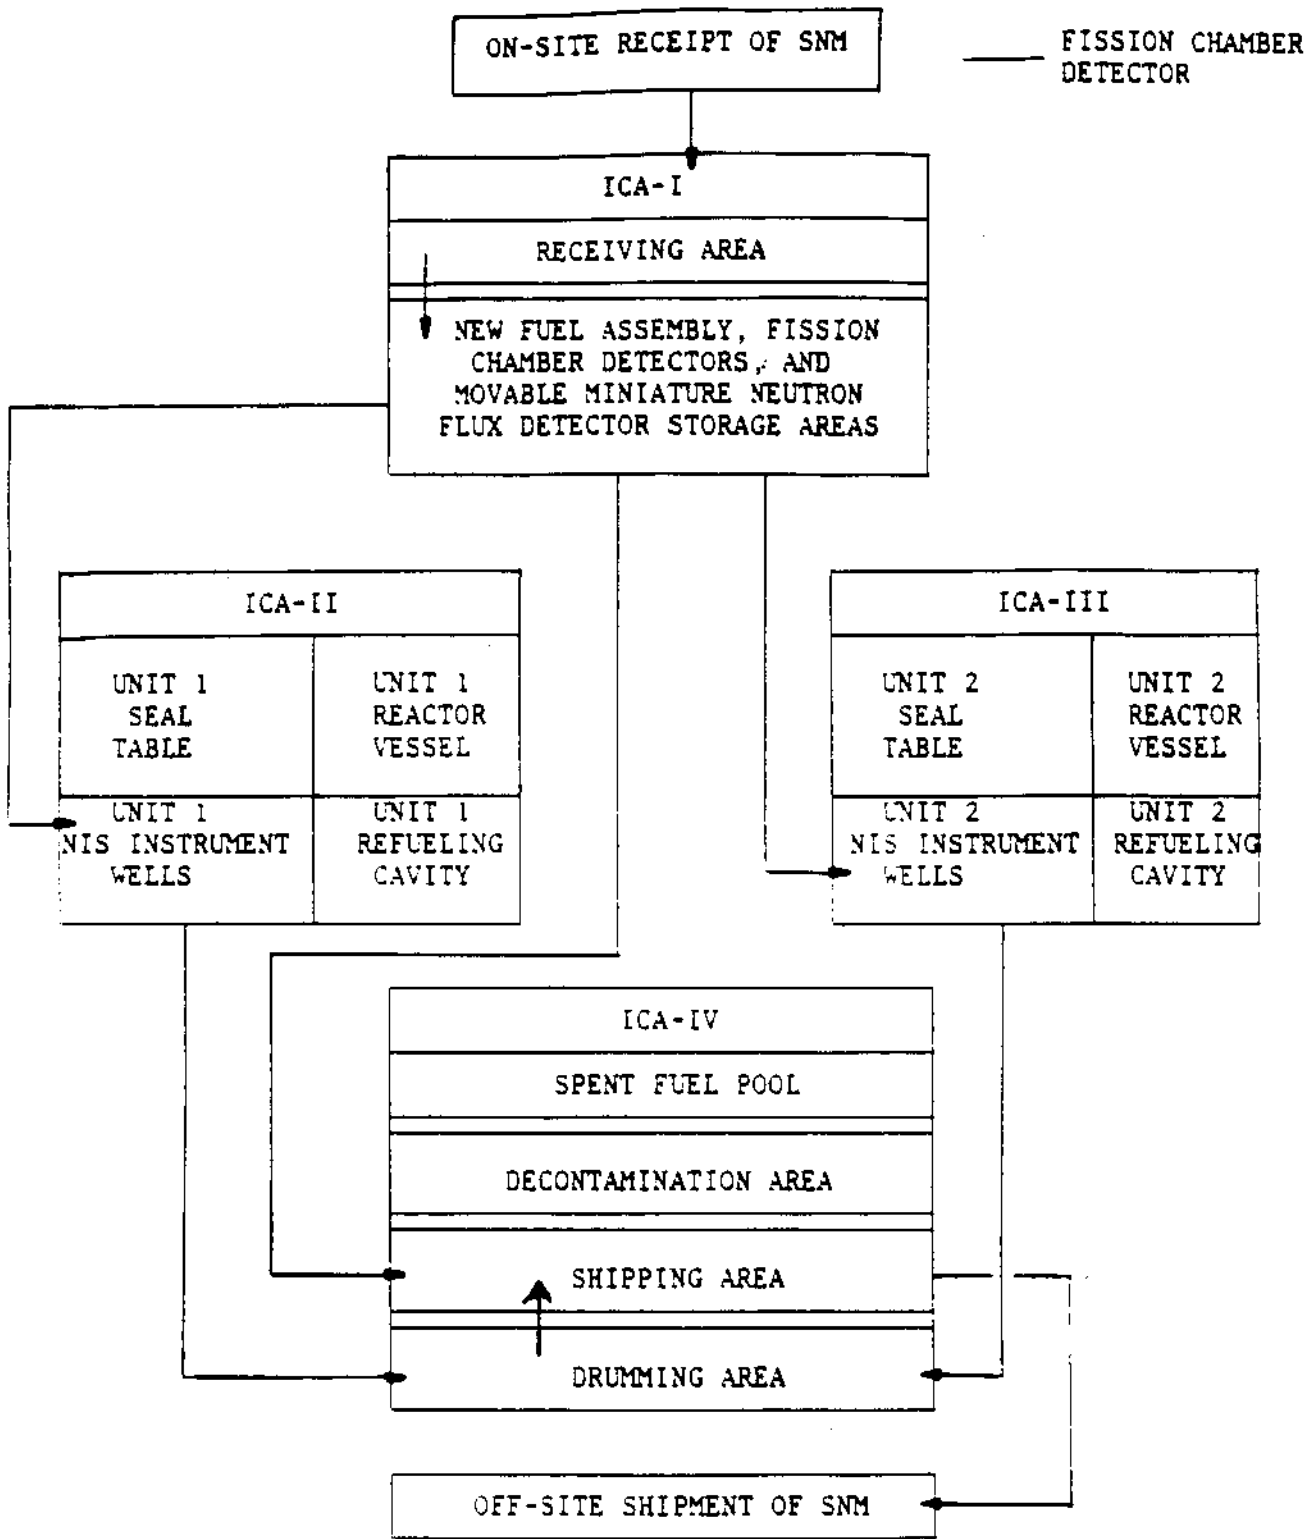 ON-SITE RECEIPT OF SNM
FISSION CHAMBER
DETECTOR
ICA-I
RECEIVING AREA
NEW FUEL ASSEMBLY, FISSION
CHAMBER DETECTORS, AND
MOVABLE MINIATURE NEUTRON
FLUX DETECTOR STORAGE AREAS
ICA-II
UNIT 1
SEAL
TABLE
UNIT 1
REACTOR
VESSEL
UNIT 1
NIS INSTRUMENT
WELLS
UNIT 1
REFUELING
CAVITY
ICA-III
UNIT 2
SEAL
TABLE
UNIT 2
REACTOR
VESSEL
UNIT 2
NIS INSTRUMENT
WELLS
UNIT 2
REFUELING
CAVITY
ICA-IV
SPENT FUEL POOL
DECONTAMINATION AREA
SHIPPING AREA
DRUMMING AREA
OFF-SITE SHIPMENT OF SNM